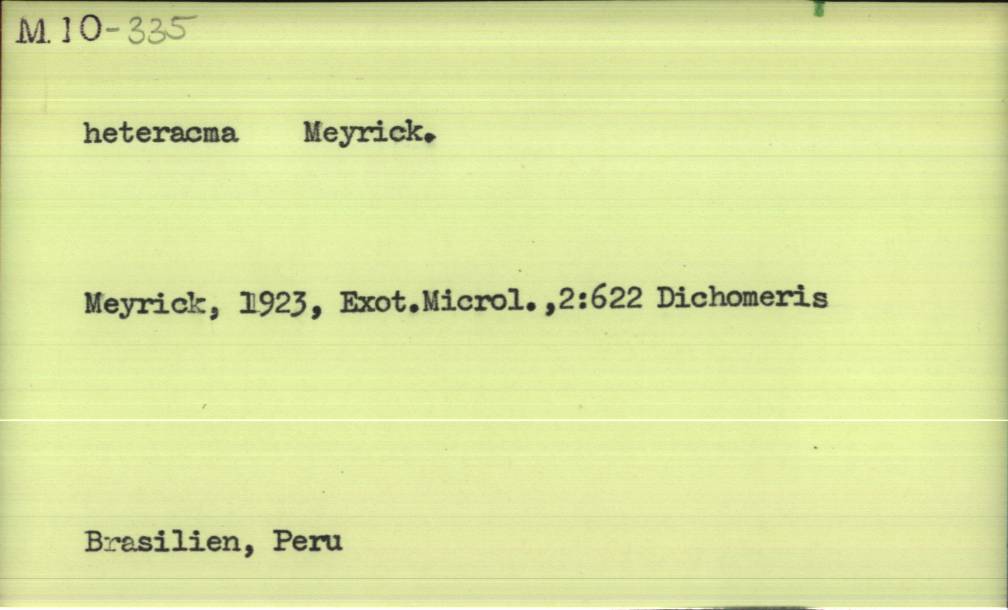 M.10-335
heteracma Meyrick.
Meyrick, 1923, Exot.Microl.,2:622 Dichomeris
Brasilien, Peru